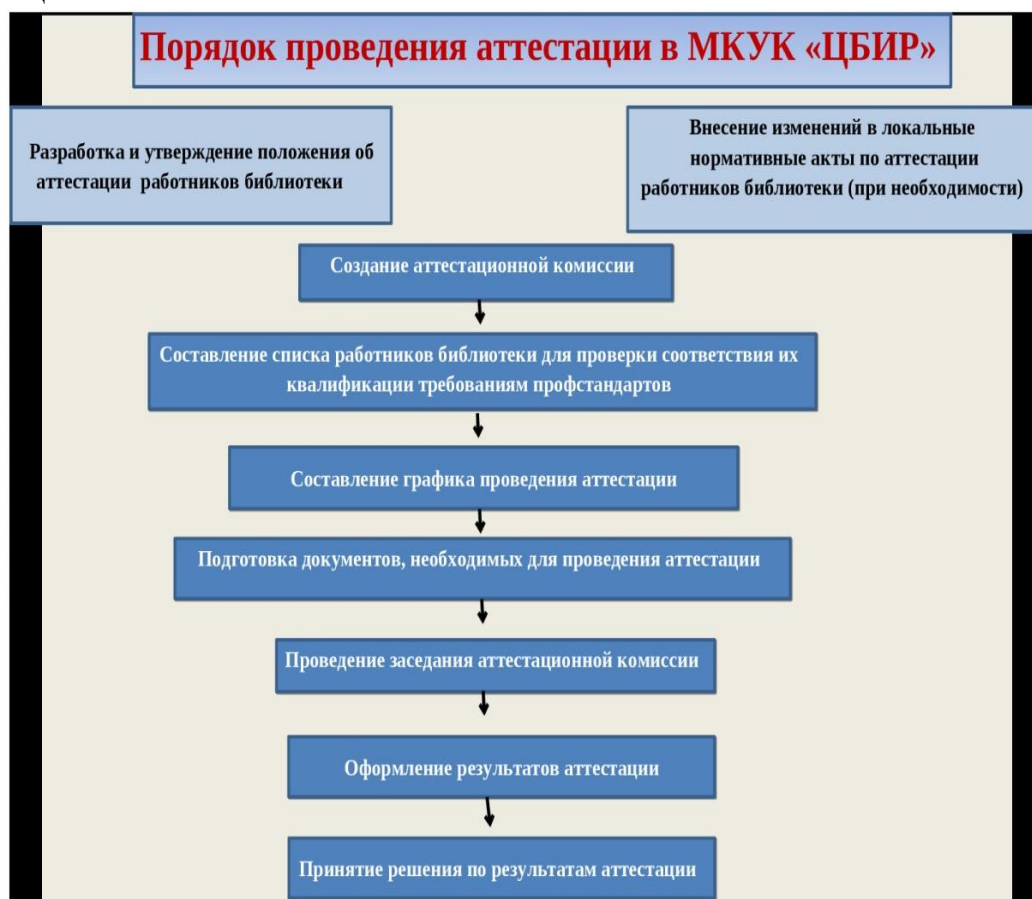 Порядок проведения аттестации в МКУК «ЦБИР»
Разработка и утверждение положения об
аттестации работников библиотеки
Внесение изменений в локальные
нормативные акты по аттестации
работников библиотеки (при необходимости)
Создание аттестационной комиссии
Составление списка работников библиотеки для проверки соответствия их
квалификации требованиям профстандартов
Составление графика проведения аттестации
Подготовка документов, необходимых для проведения аттестации
Проведение заседания аттестационной комиссии
Оформление результатов аттестации
Принятие решения по результатам аттестации